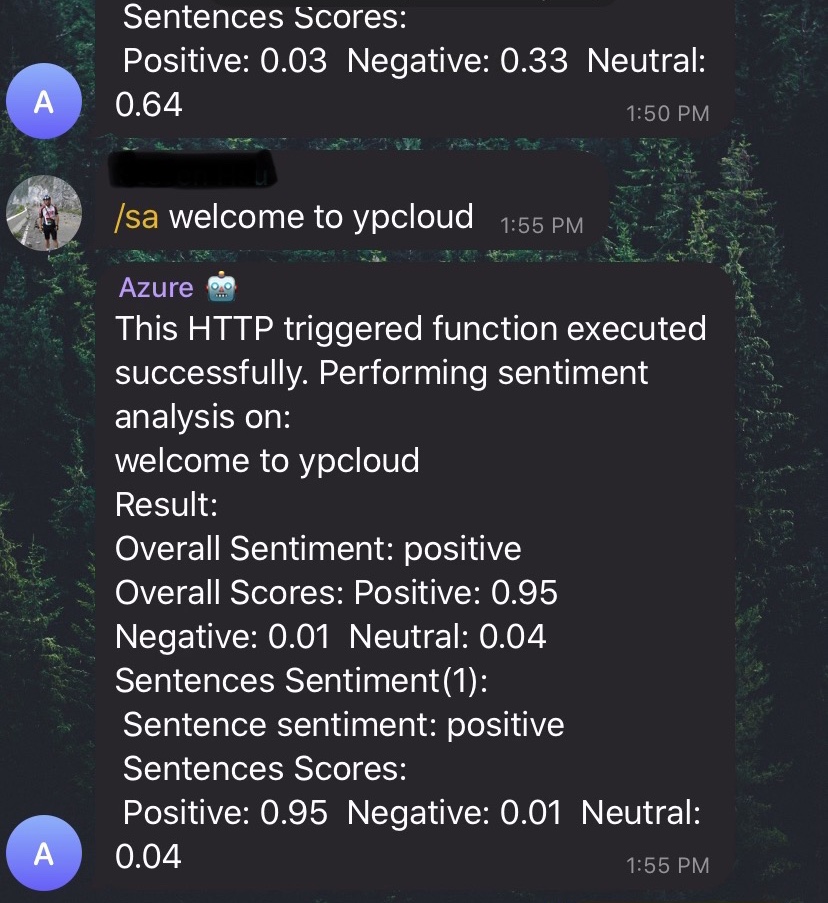 Sentences Scores:
Positive: 0.03  Negative: 0.33  Neutral:
0.64
1:50 PM
A
/sa welcome to ypcloud
1:55 PM
Azure 🤖
This HTTP triggered function executed
successfully. Performing sentiment
analysis on:
welcome to ypcloud
Result:
Overall Sentiment: positive
Overall Scores: Positive: 0.95
Negative: 0.01  Neutral: 0.04
Sentences Sentiment(1):
Sentence sentiment: positive
Sentences Scores:
Positive: 0.95  Negative: 0.01  Neutral:
0.04
1:55 PM
A